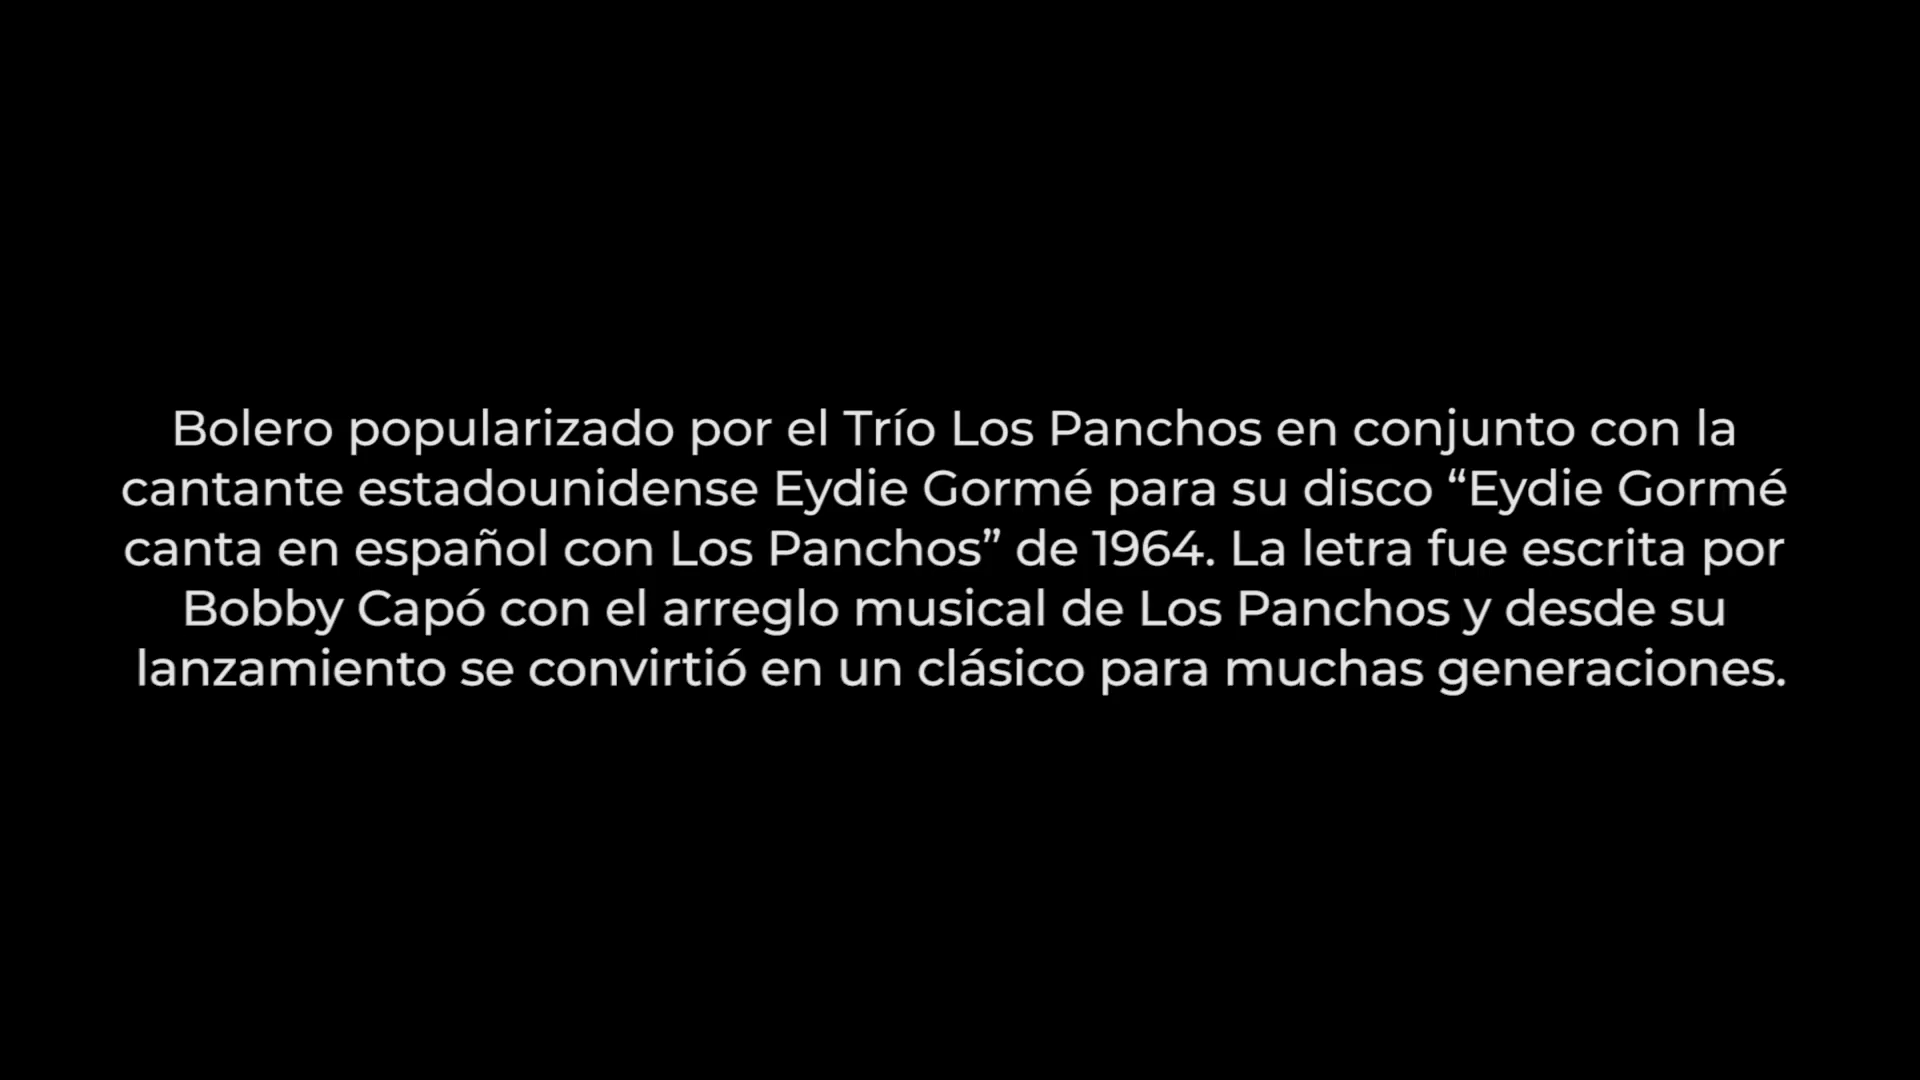 Bolero popularizado por el Trío Los Panchos en conjunto con la
cantante estadounidense Eydie Gormé para su disco “Eydie Gormé
canta en español con Los Panchos” de 1964. La letra fue escrita por
Bobby Capó con el arreglo musical de Los Panchos y desde su
lanzamiento se convirtió en un clásico para muchas generaciones.